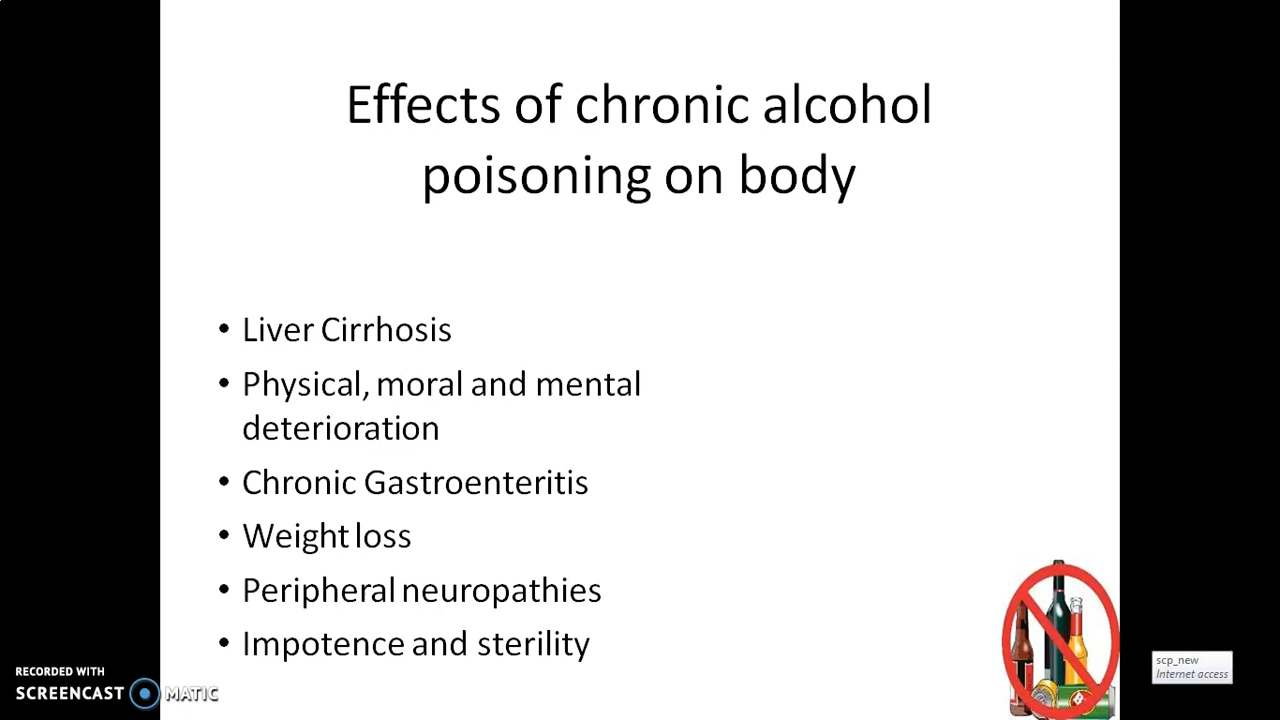 Effects of chronic alcohol
poisoning on body
• Liver Cirrhosis
• Physical, moral and mental
deterioration
• Chronic Gastroenteritis
• Weight loss
• Peripheral neuropathies
• Impotence and sterility
RECORDED WITH
SCREENCAST MATIC
scp_new
Internet access